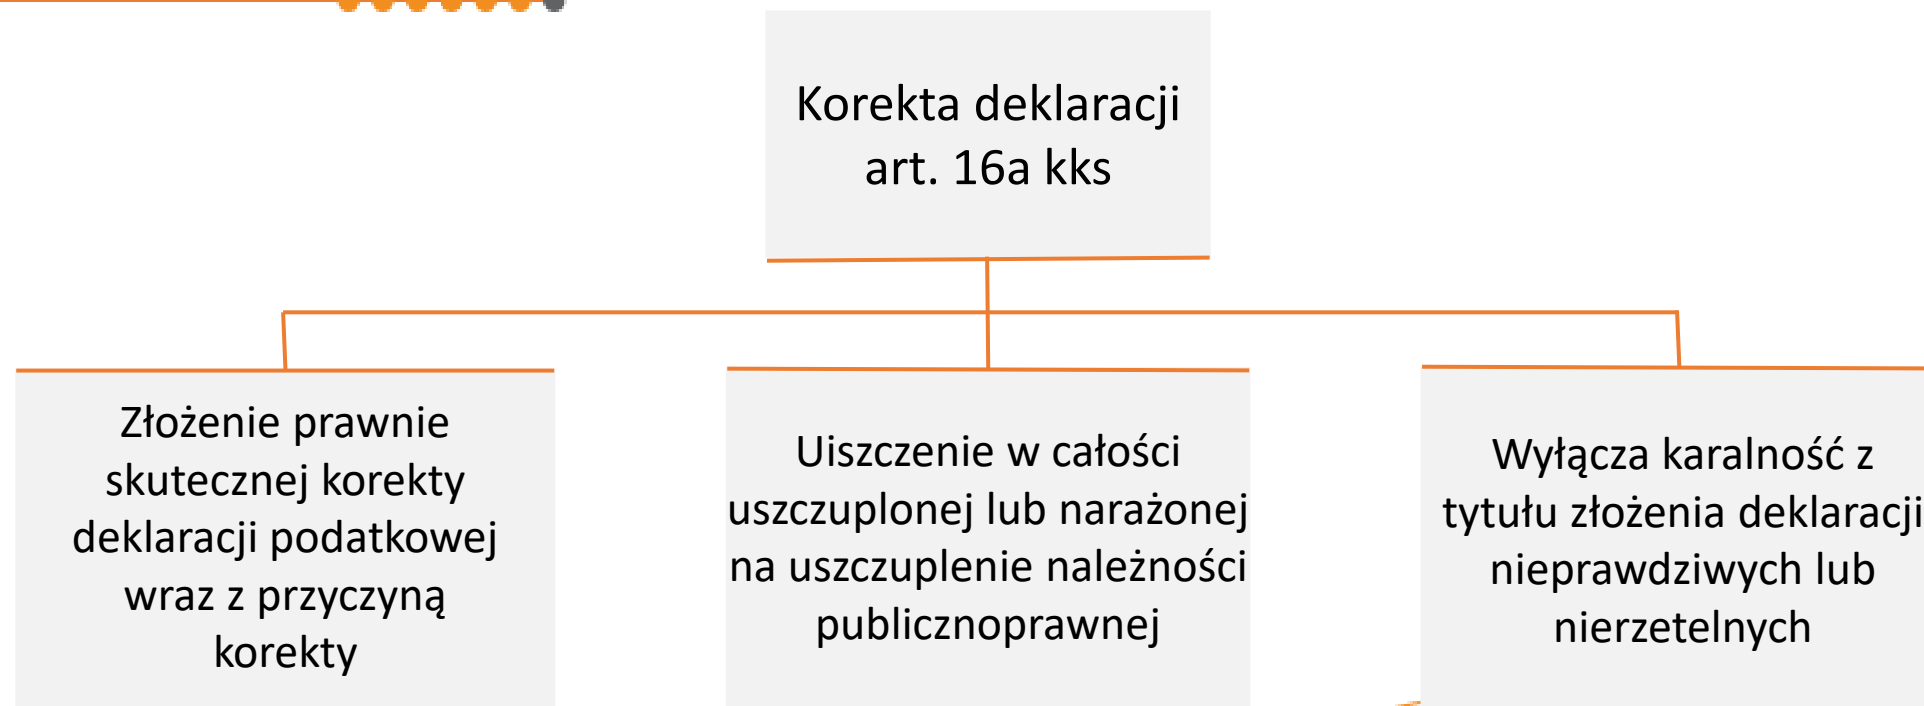 Korekta deklaracji
art. 16a kks
Złożenie prawnie
skutecznej korekty
deklaracji podatkowej
wraz z przyczyną
korekty
Uiszczenie w całości
uszczuplonej lub narażonej
na uszczuplenie należności
publicznoprawnej
Wyłącza karalność z
tytułu złożenia deklaracji
nieprawdziwych lub
nierzetelnych